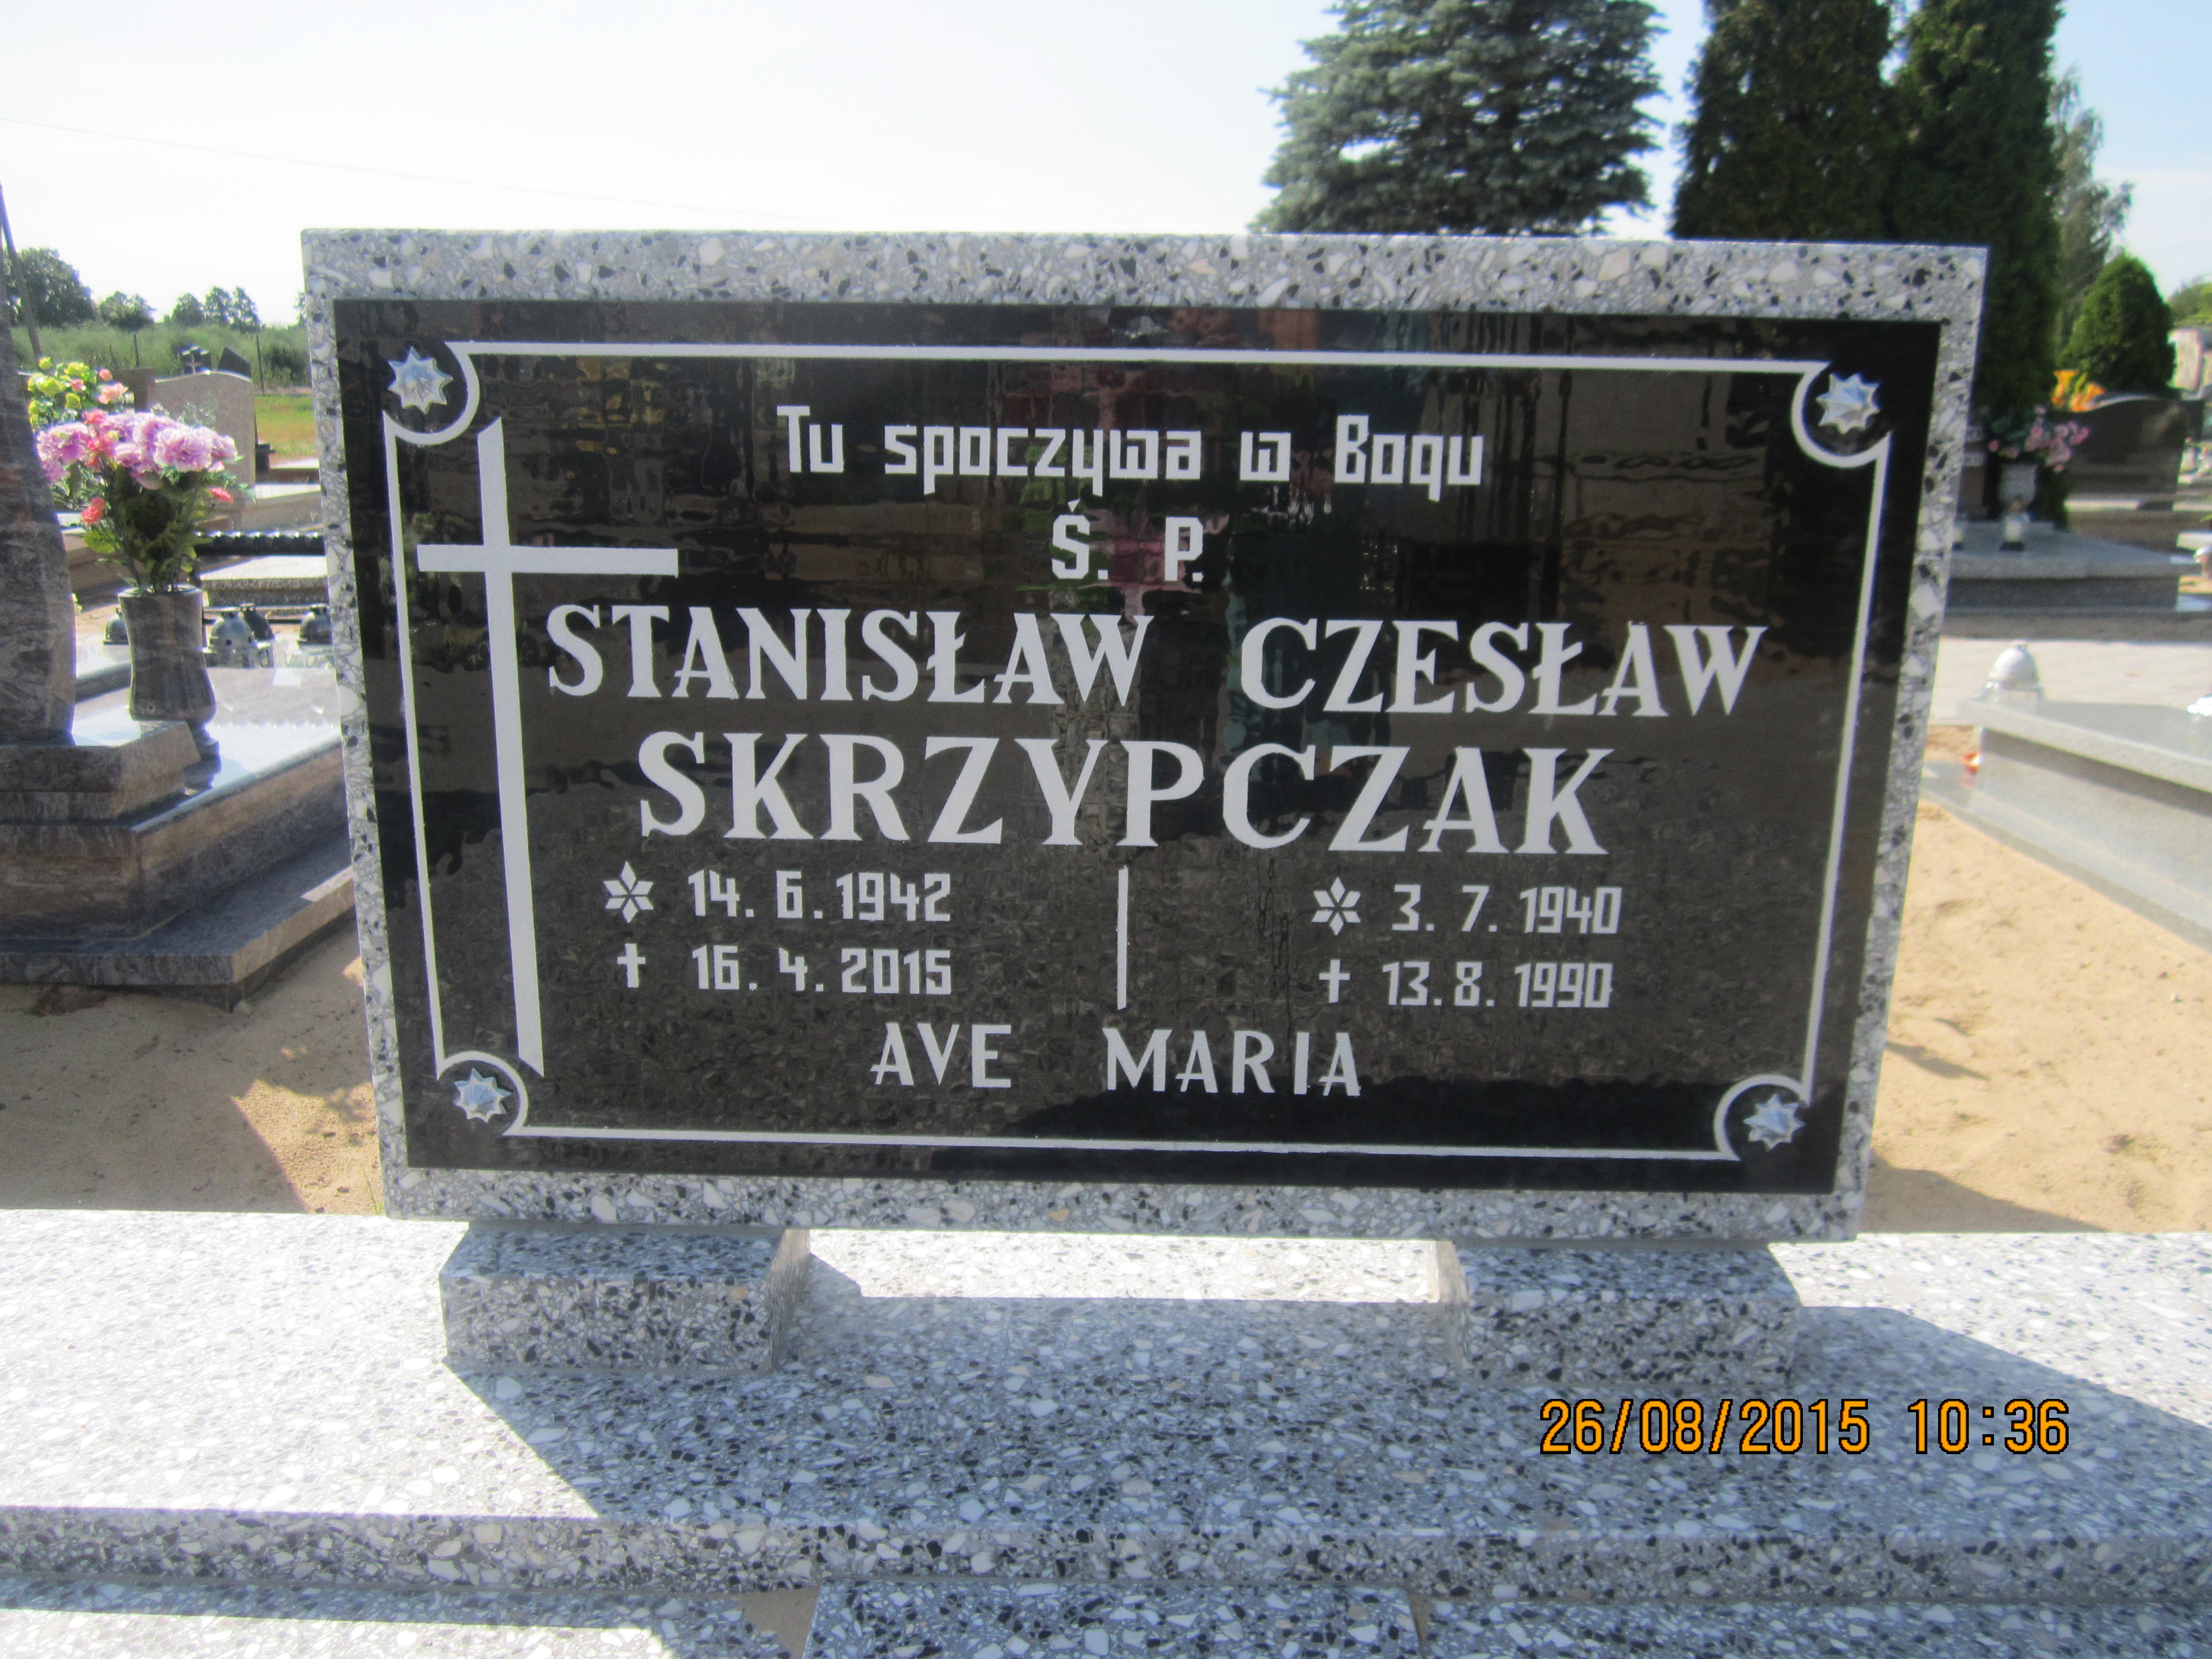 Tu spoczywa w Bogu
Ś. P.
STANISŁAW CZESŁAW
SKRZYPCZAK
14. 6. 1942 3. 7. 1940
† 16. 4. 2015 † 13. 8. 1990
AVE MARIA
26/08/2015 10:36